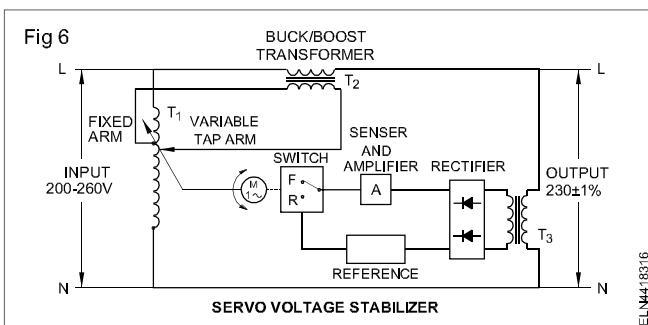 Fig 6
BUCK/BOOST
TRANSFORMER
L
L
T1
T2
FIXED
ARM
VARIABLE
TAP ARM
SENSER
AND
AMPLIFIER
SWITCH
RECTIFIER
INPUT
200-260V
M
1~
F
R
A
OUTPUT
230±1%
T3
REFERENCE
N
N
SERVO VOLTAGE STABILIZER
ELN4418316